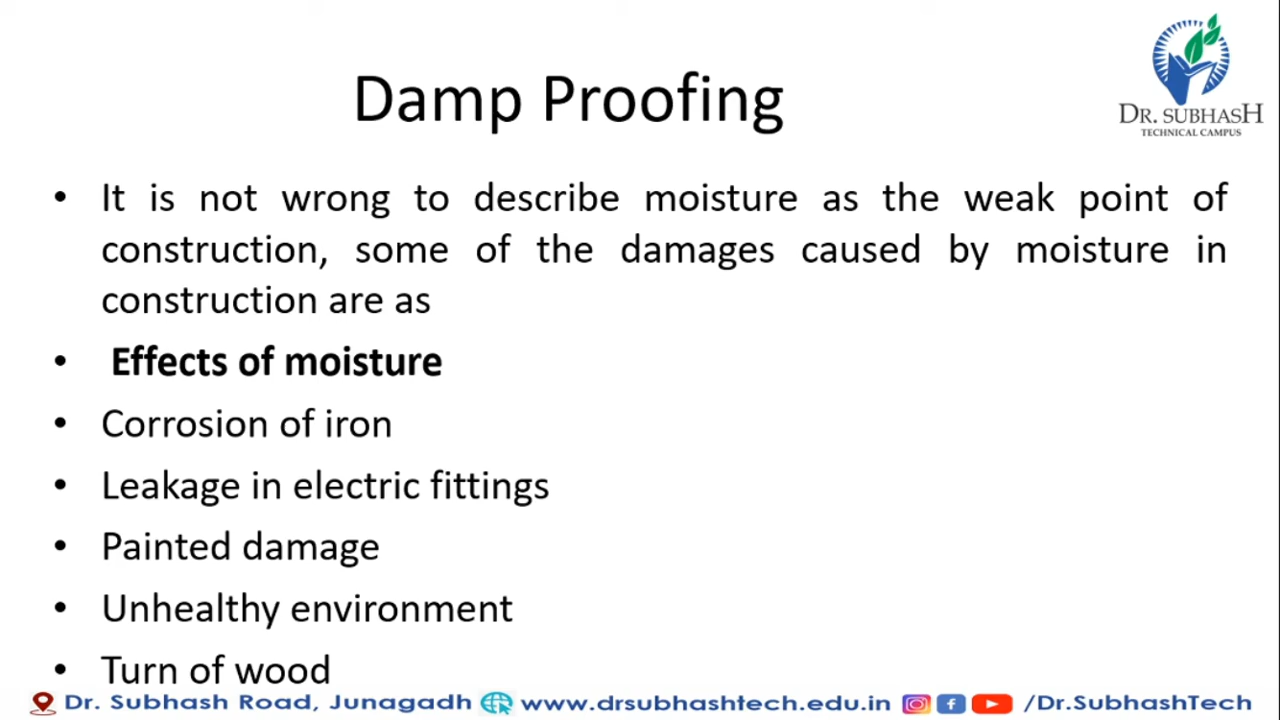 Damp Proofing
DR. SUBHASH
TECHNICAL CAMPUS
• It is not wrong to describe moisture as the weak point of
construction, some of the damages caused by moisture in
construction are as
• Effects of moisture
• Corrosion of iron
• Leakage in electric fittings
• Painted damage
• Unhealthy environment
• Turn of wood
Dr. Subhash Road, Junagadh www.drsubhashtech.edu.in /Dr.SubhashTech